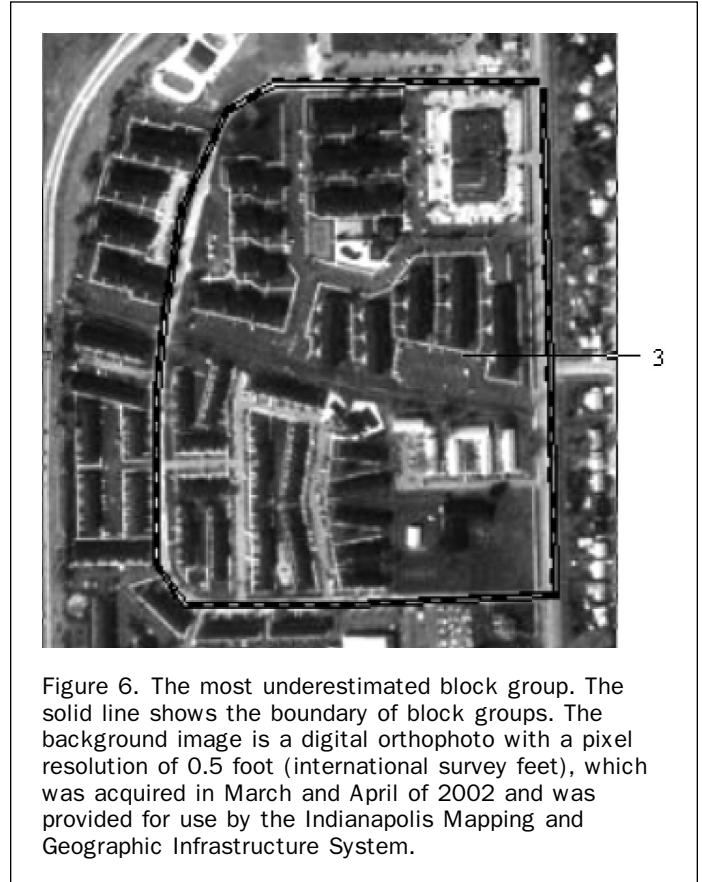 3
Figure 6. The most underestimated block group. The
solid line shows the boundary of block groups. The
background image is a digital orthophoto with a pixel
resolution of 0.5 foot (international survey feet), which
was acquired in March and April of 2002 and was
provided for use by the Indianapolis Mapping and
Geographic Infrastructure System.